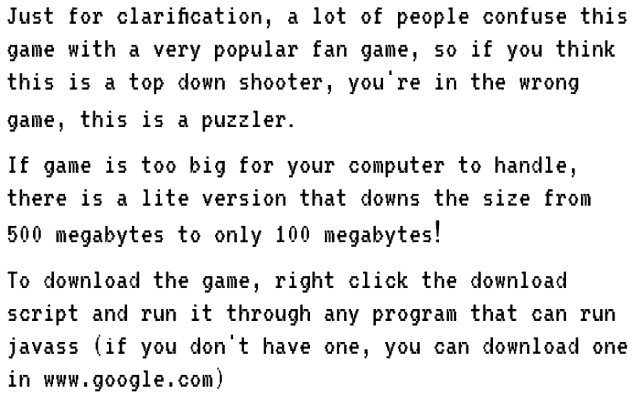 Just for clarification, a lot of people confuse this
game with a very popular fan game, so if you think
this is a top down shooter, you're in the wrong
game, this is a puzzler.
If game is too big for your computer to handle,
there is a lite version that downs the size from
500 megabytes to only 100 megabytes!
To download the game, right click the download
script and run it through any program that can run
javass (if you don't have one, you can download one
in www.google.com)